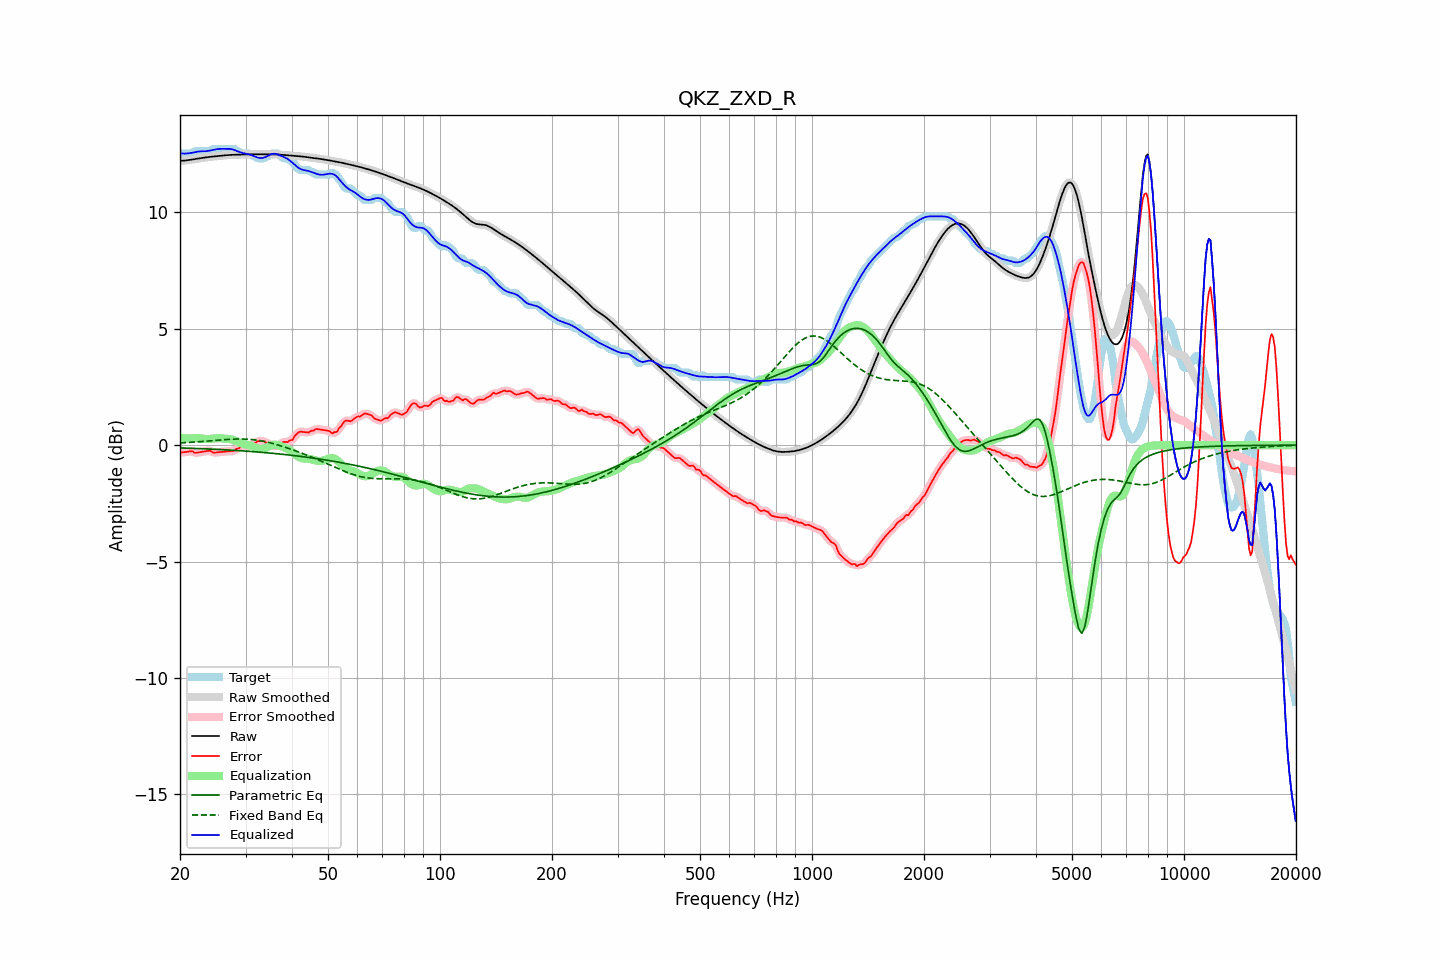 QKZ_ZXD_R
Amplitude (dBr)
10
5
0
−5
−10
−15
Target
Raw Smoothed
Error Smoothed
Raw
Error
Equalization
Parametric Eq
Fixed Band Eq
Equalized
20
50
100
200
500
1000
2000
5000
10000
20000
Frequency (Hz)